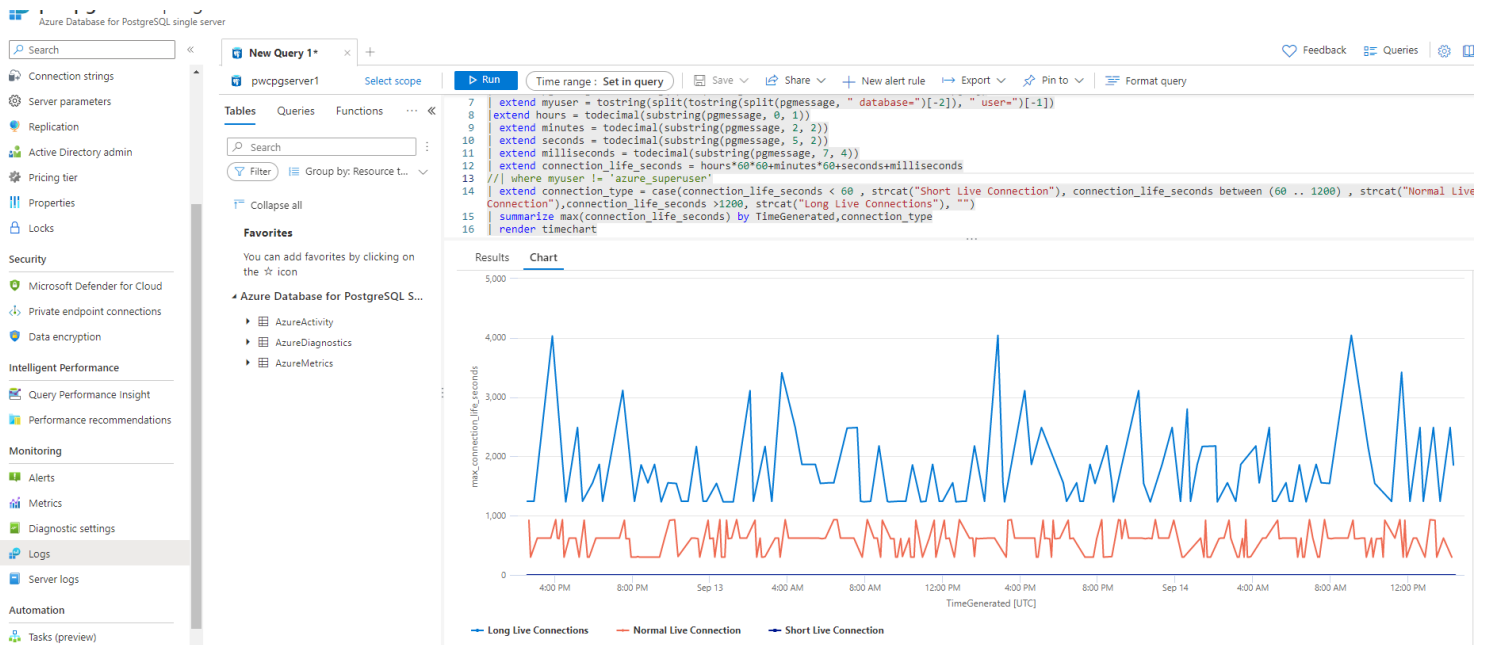 Azure Database for PostgreSQL single server
Search
«
Connection strings
Server parameters
Replication
Active Directory admin
Pricing tier
Properties
Locks
Security
Microsoft Defender for Cloud
Private endpoint connections
Data encryption
Intelligent Performance
Query Performance Insight
Performance recommendations
Monitoring
Alerts
Metrics
Diagnostic settings
Logs
Server logs
Automation
Tasks (preview)
New Query 1*
Feedback
Queries
pwcpgserver1
Select scope
Run
Time range : Set in query
Save
Share
New alert rule
Export
Pin to
Format query
Tables
Queries
Functions
···
«
Search
Filter
Group by: Resource t...
Collapse all
Favorites
You can add favorites by clicking on
the ☆ icon
Azure Database for PostgreSQL S...
AzureActivity
AzureDiagnostics
AzureMetrics
7 | extend myuser = tostring(split(tostring(split(pgmessage, " database=")[-2]), " user=")[-1])
8 |extend hours = todecimal(substring(pgmessage, 0, 1))
9 | extend minutes = todecimal(substring(pgmessage, 2, 2))
10 | extend seconds = todecimal(substring(pgmessage, 5, 2))
11 | extend milliseconds = todecimal(substring(pgmessage, 7, 4))
12 | extend connection_life_seconds = hours*60*60+minutes*60+seconds+milliseconds
13 //| where myuser != 'azure_superuser'
14 | extend connection_type = case(connection_life_seconds < 60 , strcat("Short Live Connection"), connection_life_seconds between (60 .. 1200) , strcat("Normal Live
Connection"),connection_life_seconds >1200, strcat("Long Live Connections"), "")
15 | summarize max(connection_life_seconds) by TimeGenerated,connection_type
16 | render timechart
Results
Chart
5,000
4,000
3,000
2,000
1,000
0
max_connection_life_seconds
4:00 PM
8:00 PM
Sep 13
4:00 AM
8:00 AM
12:00 PM
4:00 PM
8:00 PM
Sep 14
4:00 AM
8:00 AM
12:00 PM
TimeGenerated [UTC]
Long Live Connections
Normal Live Connection
Short Live Connection